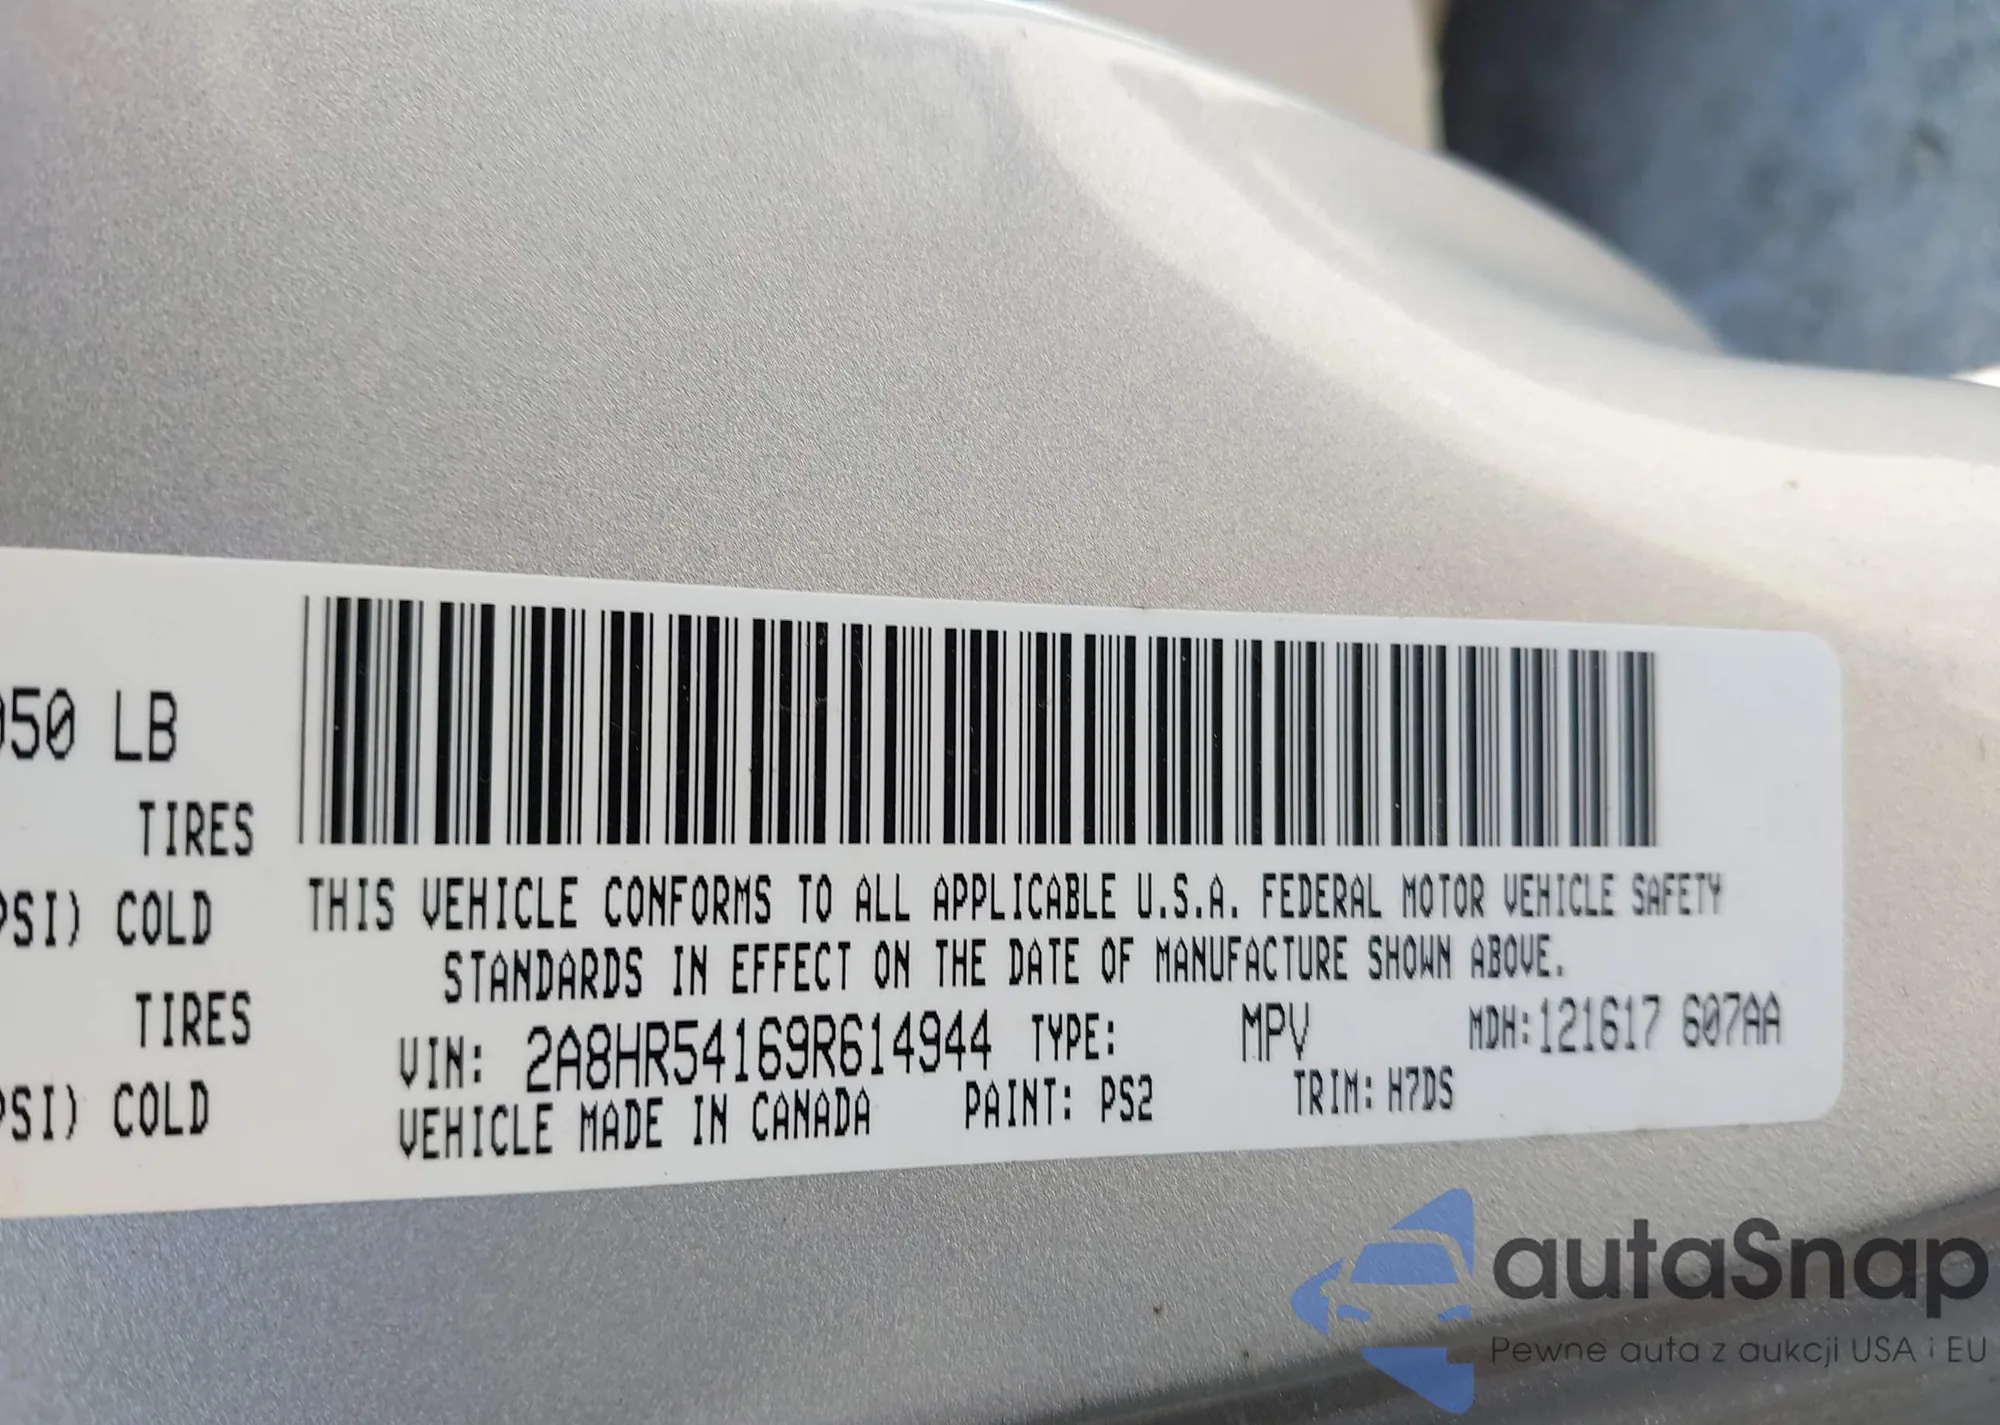 50 LB
TIRES
PSI) COLD
TIRES
PSI) COLD
THIS VEHICLE CONFORMS TO ALL APPLICABLE U.S.A. FEDERAL MOTOR VEHICLE SAFETY
STANDARDS IN EFFECT ON THE DATE OF MANUFACTURE SHOWN ABOVE.
VIN: 2A8HR54169R614944 TYPE: MPV MDH:121617 607AA
VEHICLE MADE IN CANADA PAINT: PS2 TRIM: H7DS
autaSnap
Pewne auta z aukcji USA i EU